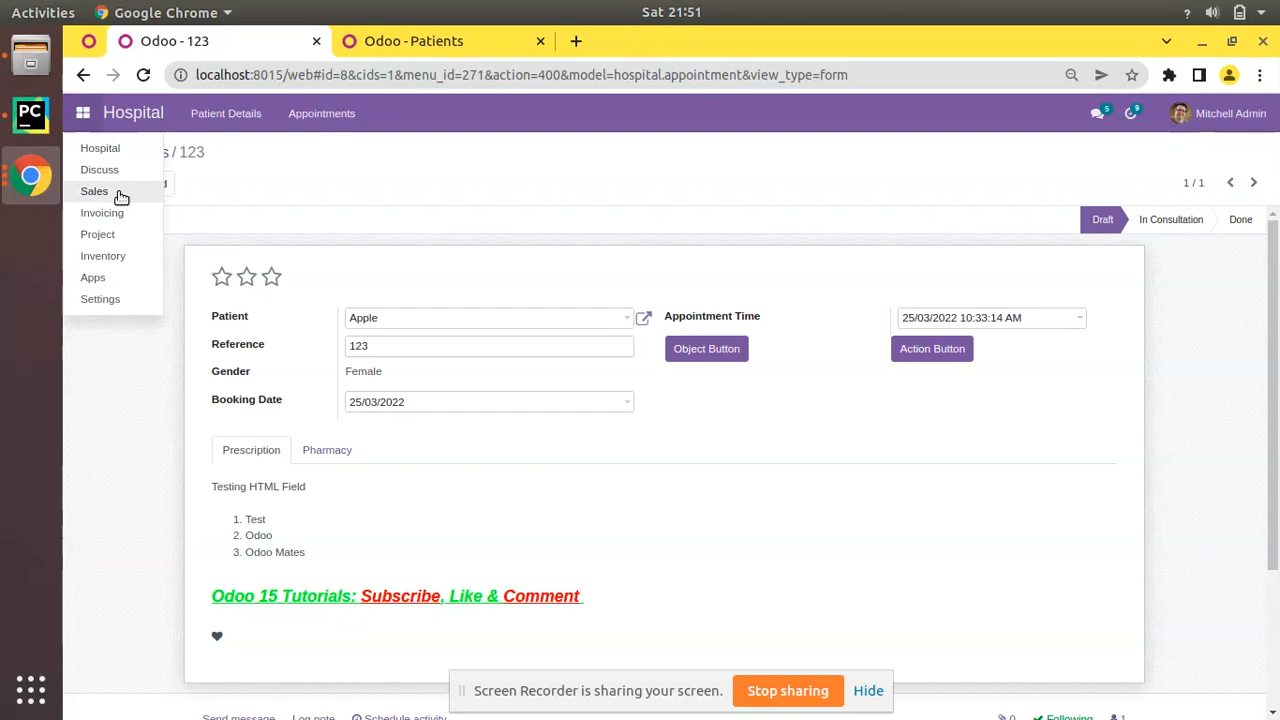 Activities Google Chrome Sat 21:51
Odoo - 123 Odoo - Patients
localhost:8015/web#id=8&cids=1&menu_id=271&action=400&model=hospital.appointment&view_type=form
PC
Hospital Patient Details Appointments 5 9 Mitchell Admin
Hospital s / 123
Discuss d 1 / 1
Sales
Invoicing Draft In Consultation Done
Project
Inventory
Apps
Settings
Patient Apple Appointment Time 25/03/2022 10:33:14 AM
Reference 123 Object Button Action Button
Gender Female
Booking Date 25/03/2022
Prescription Pharmacy
Testing HTML Field
1. Test
2. Odoo
3. Odoo Mates
Odoo 15 Tutorials: Subscribe, Like & Comment
Screen Recorder is sharing your screen. Stop sharing Hide
Send message Log note Schedule activity 0 Following 1